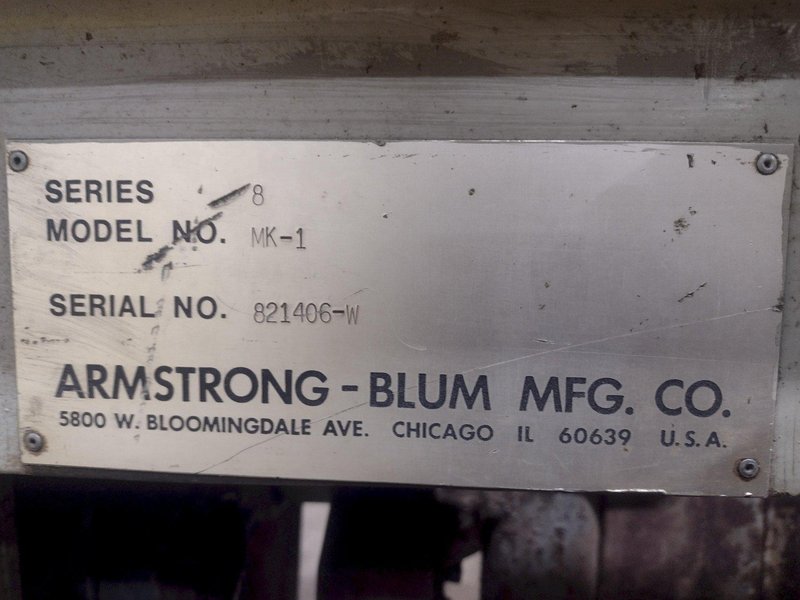 SERIES 8
MODEL NO. MK-1
SERIAL NO. 821406-W
ARMSTRONG - BLUM MFG. CO.
5800 W. BLOOMINGDALE AVE. CHICAGO IL 60639 U.S.A.